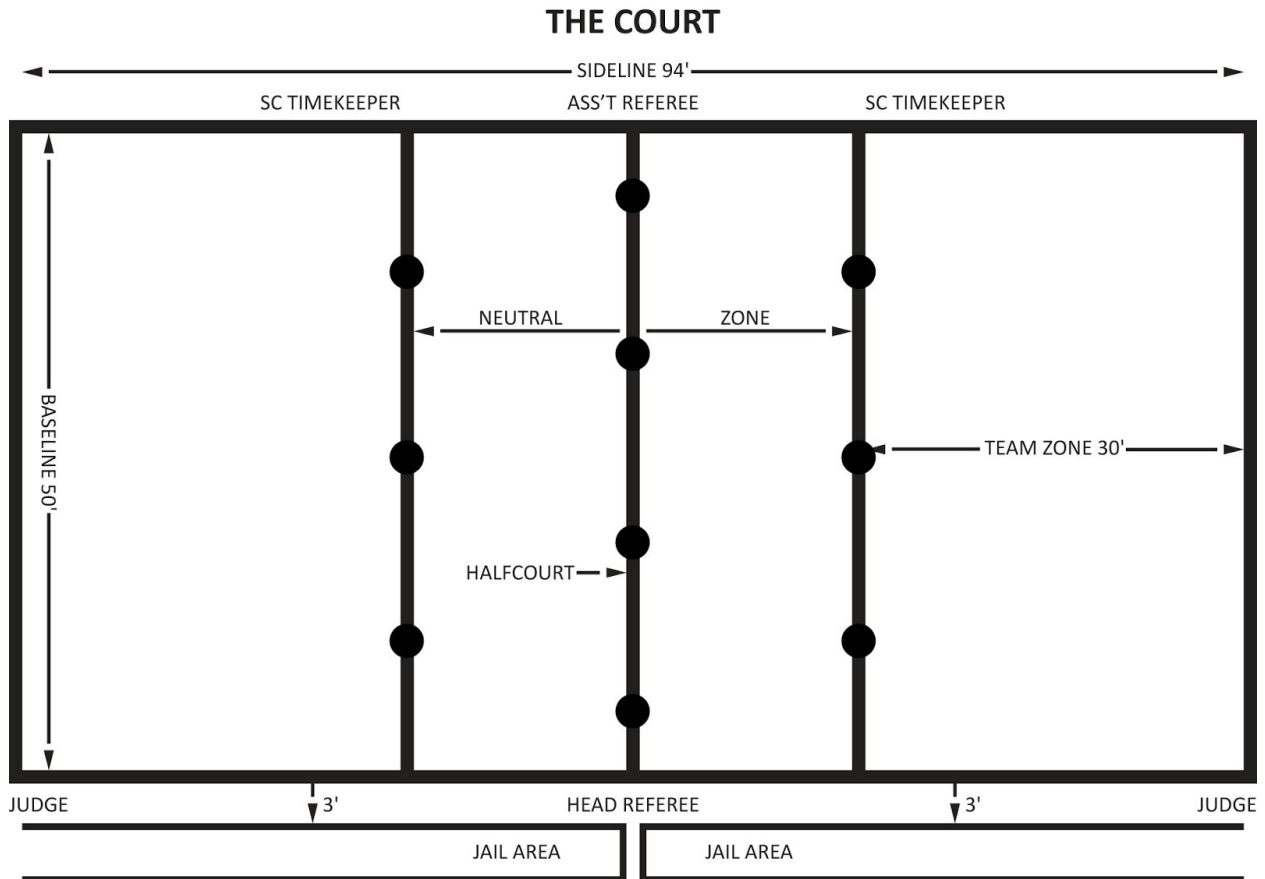 THE COURT
SIDELINE 94'
SC TIMEKEEPER
ASS'T REFEREE
SC TIMEKEEPER
NEUTRAL
ZONE
BASELINE 50'
TEAM ZONE 30'
HALFCOURT
JUDGE
3'
HEAD REFEREE
3'
JUDGE
JAIL AREA
JAIL AREA